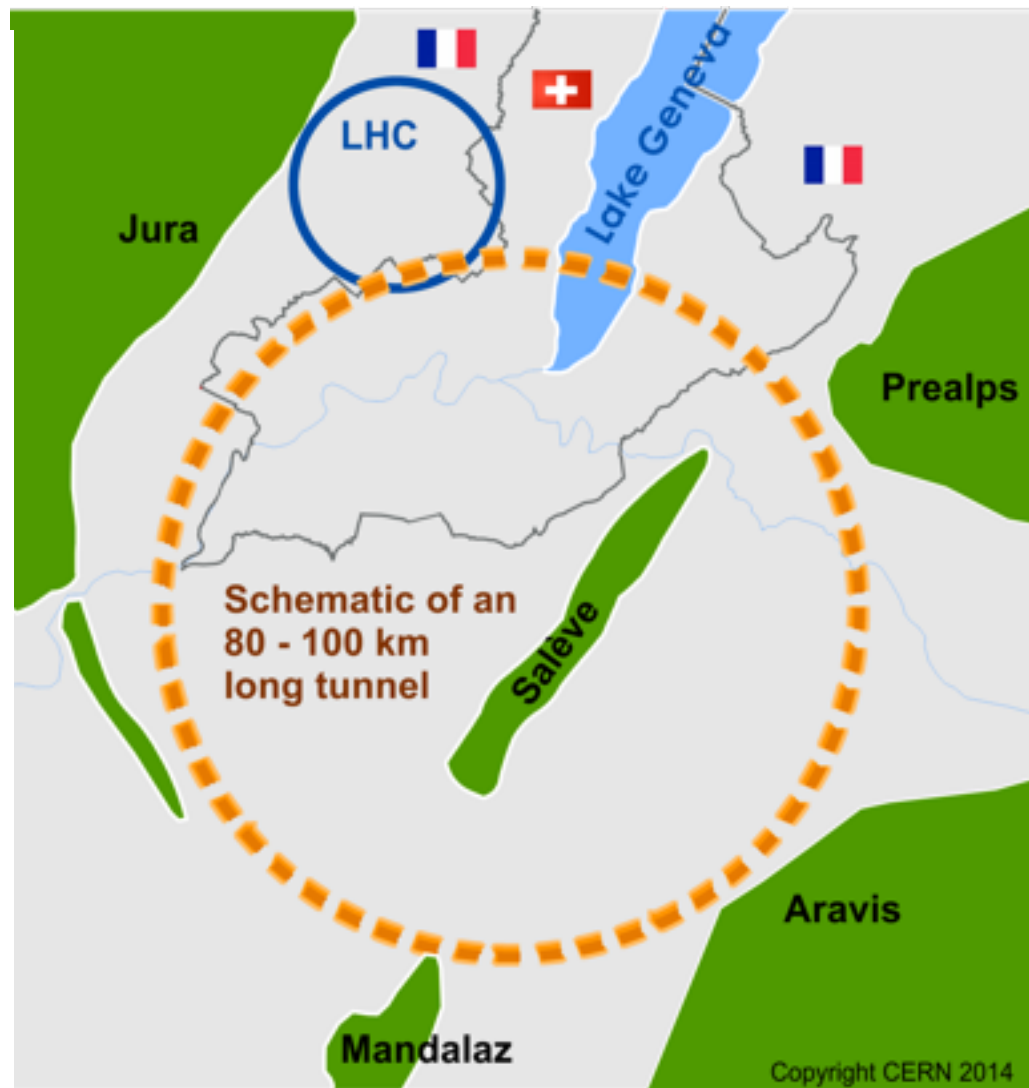 LHC
Lake Geneva
Jura
Prealps
Schematic of an
80 - 100 km
long tunnel
Salève
Aravis
Mandalaz
Copyright CERN 2014